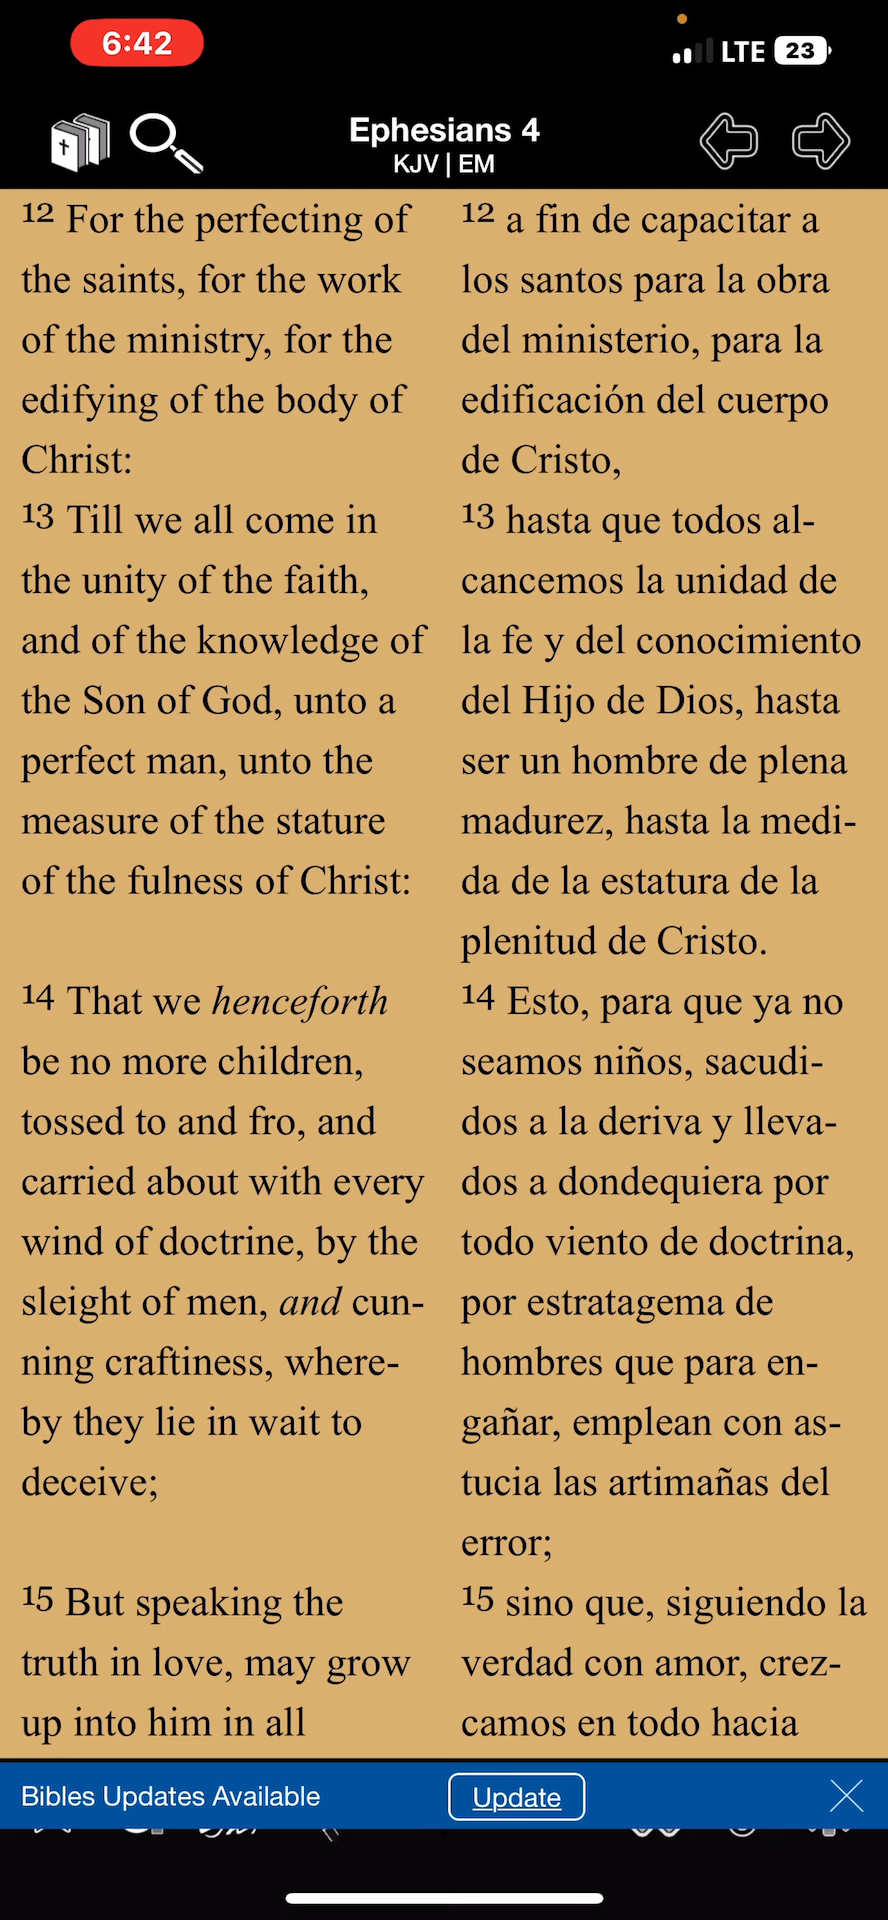 6:42
LTE 23
Ephesians 4
KJV | EM
12 For the perfecting of
the saints, for the work
of the ministry, for the
edifying of the body of
Christ:
13 Till we all come in
the unity of the faith,
and of the knowledge of
the Son of God, unto a
perfect man, unto the
measure of the stature
of the fulness of Christ:
14 That we henceforth
be no more children,
tossed to and fro, and
carried about with every
wind of doctrine, by the
sleight of men, and cun-
ning craftiness, where-
by they lie in wait to
deceive;
15 But speaking the
truth in love, may grow
up into him in all
12 a fin de capacitar a
los santos para la obra
del ministerio, para la
edificación del cuerpo
de Cristo,
13 hasta que todos al-
cancemos la unidad de
la fe y del conocimiento
del Hijo de Dios, hasta
ser un hombre de plena
madurez, hasta la medi-
da de la estatura de la
plenitud de Cristo.
14 Esto, para que ya no
seamos niños, sacudi-
dos a la deriva y lleva-
dos a dondequiera por
todo viento de doctrina,
por estratagema de
hombres que para en-
gañar, emplean con as-
tucia las artimañas del
error;
15 sino que, siguiendo la
verdad con amor, crez-
camos en todo hacia
Bibles Updates Available
Update